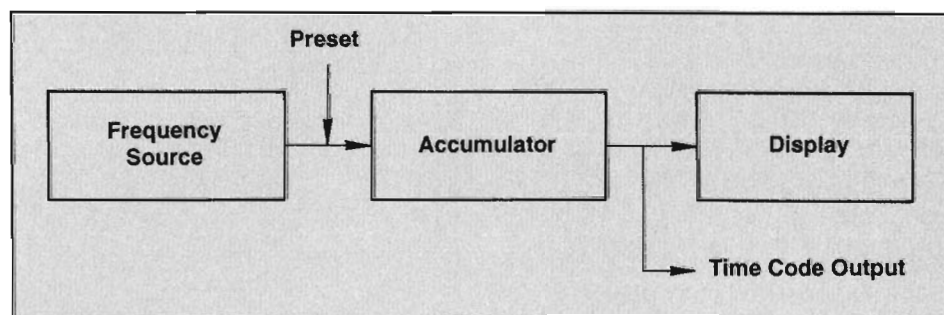 Preset
Frequency
Source
Accumulator
Display
Time Code Output